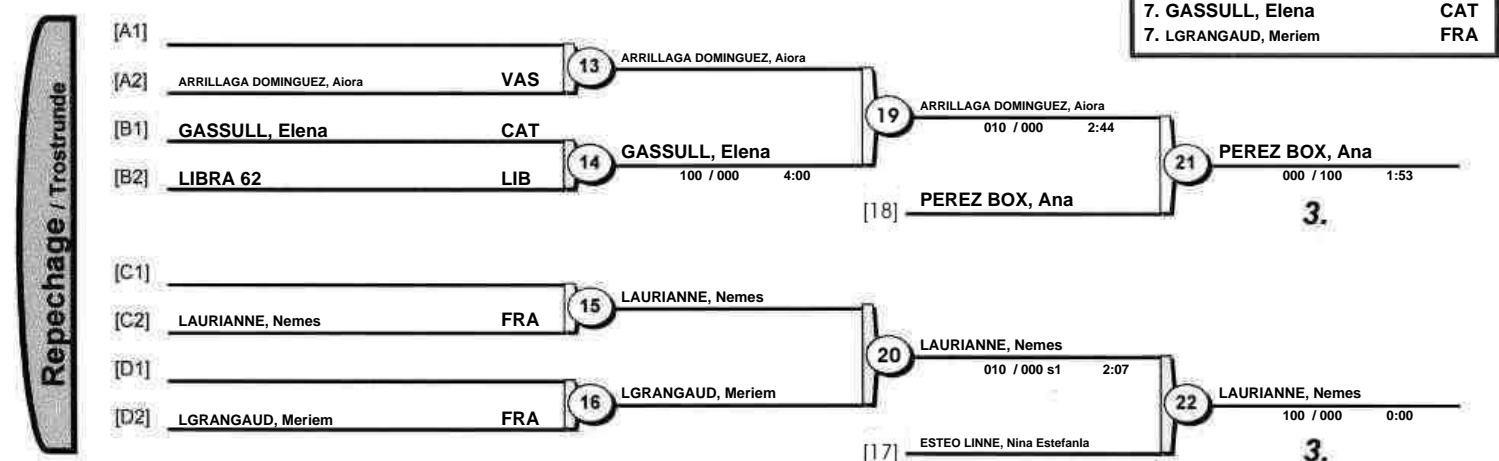 7. GASSULL, Elena CAT
7. LGRANGAUD, Meriem FRA
Repechage / Trostrunde
[A1]
[A2] ARRILLAGA DOMINGUEZ, Aiora VAS
13 ARRILLAGA DOMINGUEZ, Aiora
[B1] GASSULL, Elena CAT
[B2] LIBRA 62 LIB
14 GASSULL, Elena
100 / 000 4:00
19 ARRILLAGA DOMINGUEZ, Aiora
010 / 000 2:44
[18] PEREZ BOX, Ana
21 PEREZ BOX, Ana
000 / 100 1:53
3.
[C1]
[C2] LAURIANNE, Nemes FRA
15 LAURIANNE, Nemes
[D1]
[D2] LGRANGAUD, Meriem FRA
16 LGRANGAUD, Meriem
20 LAURIANNE, Nemes
010 / 000 s1 2:07
[17] ESTEO LINNE, Nina Estefanla
22 LAURIANNE, Nemes
100 / 000 0:00
3.